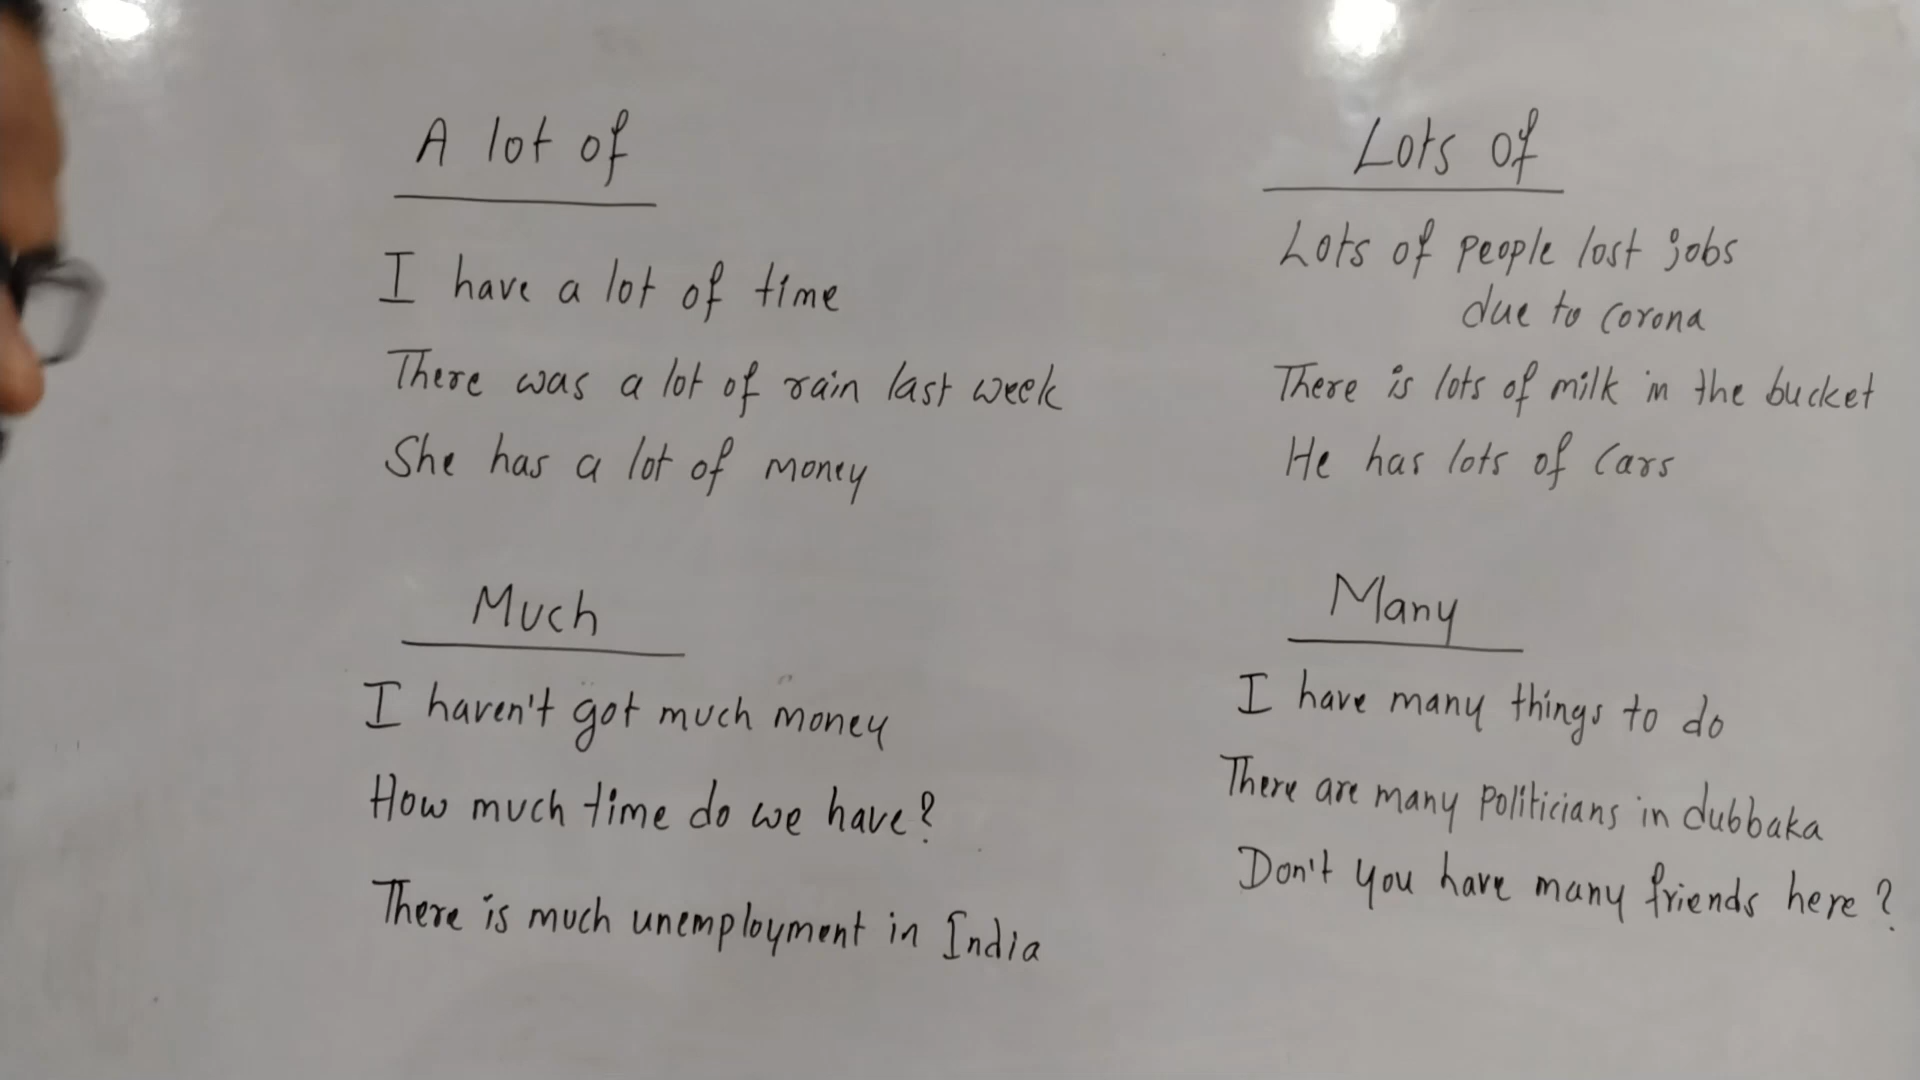 A lot of
I have a lot of time
There was a lot of rain last week
She has a lot of money
Lots of
Lots of people lost jobs
due to corona
There is lots of milk in the bucket
He has lots of cars
Much
I haven't got much money
How much time do we have?
There is much unemployment in India
Many
I have many things to do
There are many politicians in dubbaka
Don't you have many friends here?